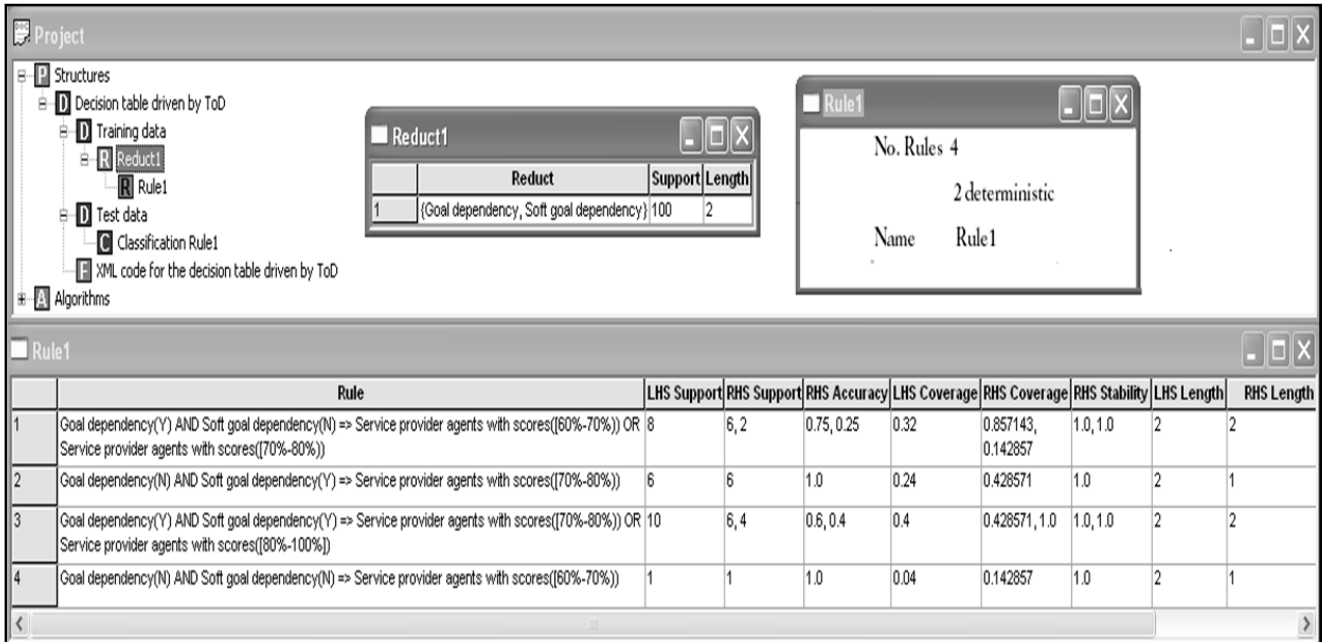 Project
P Structures
D Decision table driven by ToD
D Training data
R Reduct1
R Rule1
D Test data
C Classification Rule1
F XML code for the decision table driven by ToD
A Algorithms
Reduct1
Reduct Support Length
1 {Goal dependency, Soft goal dependency} 100 2
Rule1
No. Rules 4
2 deterministic
Name Rule1
Rule1
Rule LHS Support RHS Support RHS Accuracy LHS Coverage RHS Coverage RHS Stability LHS Length RHS Length
1 Goal dependency(Y) AND Soft goal dependency(N) => Service provider agents with scores([60%-70%)) OR 8 6, 2 0.75, 0.25 0.32 0.857143, 1.0, 1.0 2 2
Service provider agents with scores([70%-80%)) 0.142857
2 Goal dependency(N) AND Soft goal dependency(Y) => Service provider agents with scores([70%-80%)) 6 6 1.0 0.24 0.428571 1.0 2 1
3 Goal dependency(Y) AND Soft goal dependency(Y) => Service provider agents with scores([70%-80%)) OR 10 6, 4 0.6, 0.4 0.4 0.428571, 1.0 1.0, 1.0 2 2
Service provider agents with scores([80%-100%])
4 Goal dependency(N) AND Soft goal dependency(N) => Service provider agents with scores([60%-70%)) 1 1 1.0 0.04 0.142857 1.0 2 1